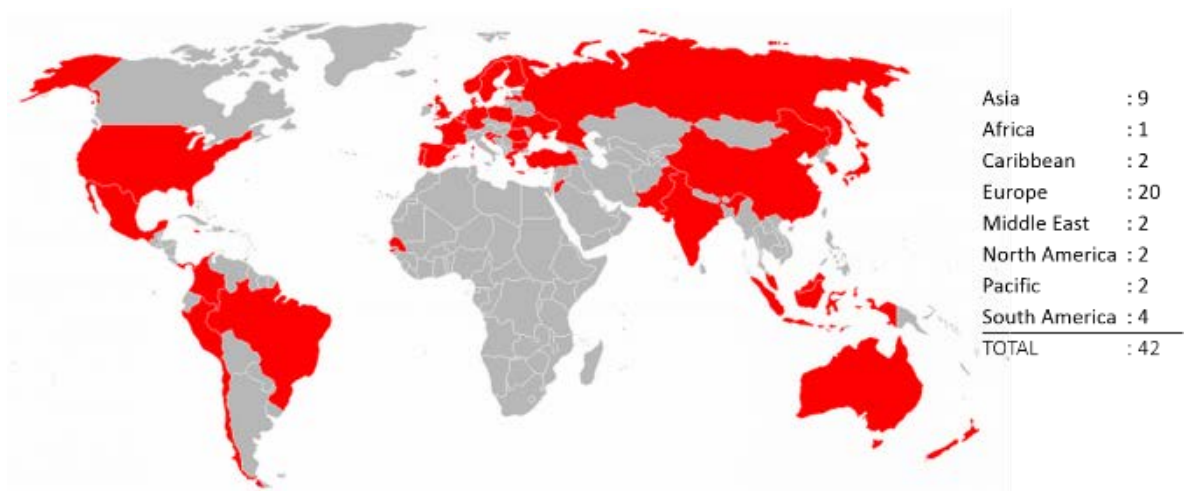 Asia : 9
Africa : 1
Caribbean : 2
Europe : 20
Middle East : 2
North America : 2
Pacific : 2
South America : 4
TOTAL : 42